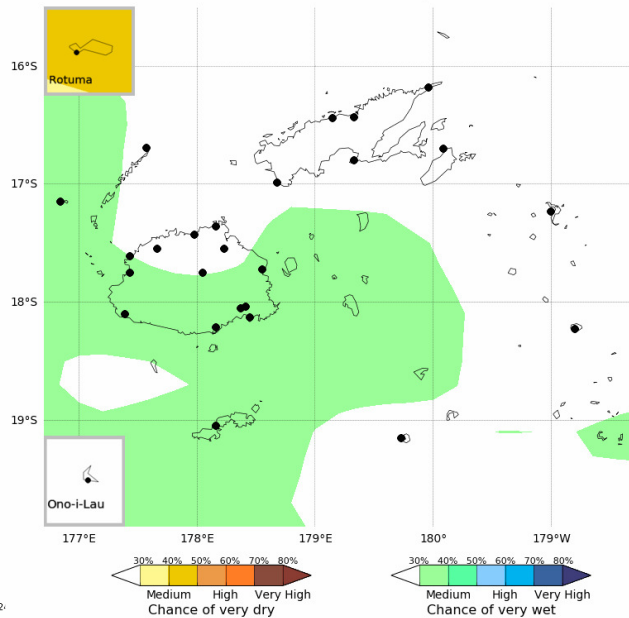 16°S
Rotuma
17°S
18°S
19°S
Ono-i-Lau
177°E 178°E 179°E 180° 179°W
30% 40% 50% 60% 70% 80% 30% 40% 50% 60% 70% 80%
Medium High Very High Medium High Very High
Chance of very dry Chance of very wet